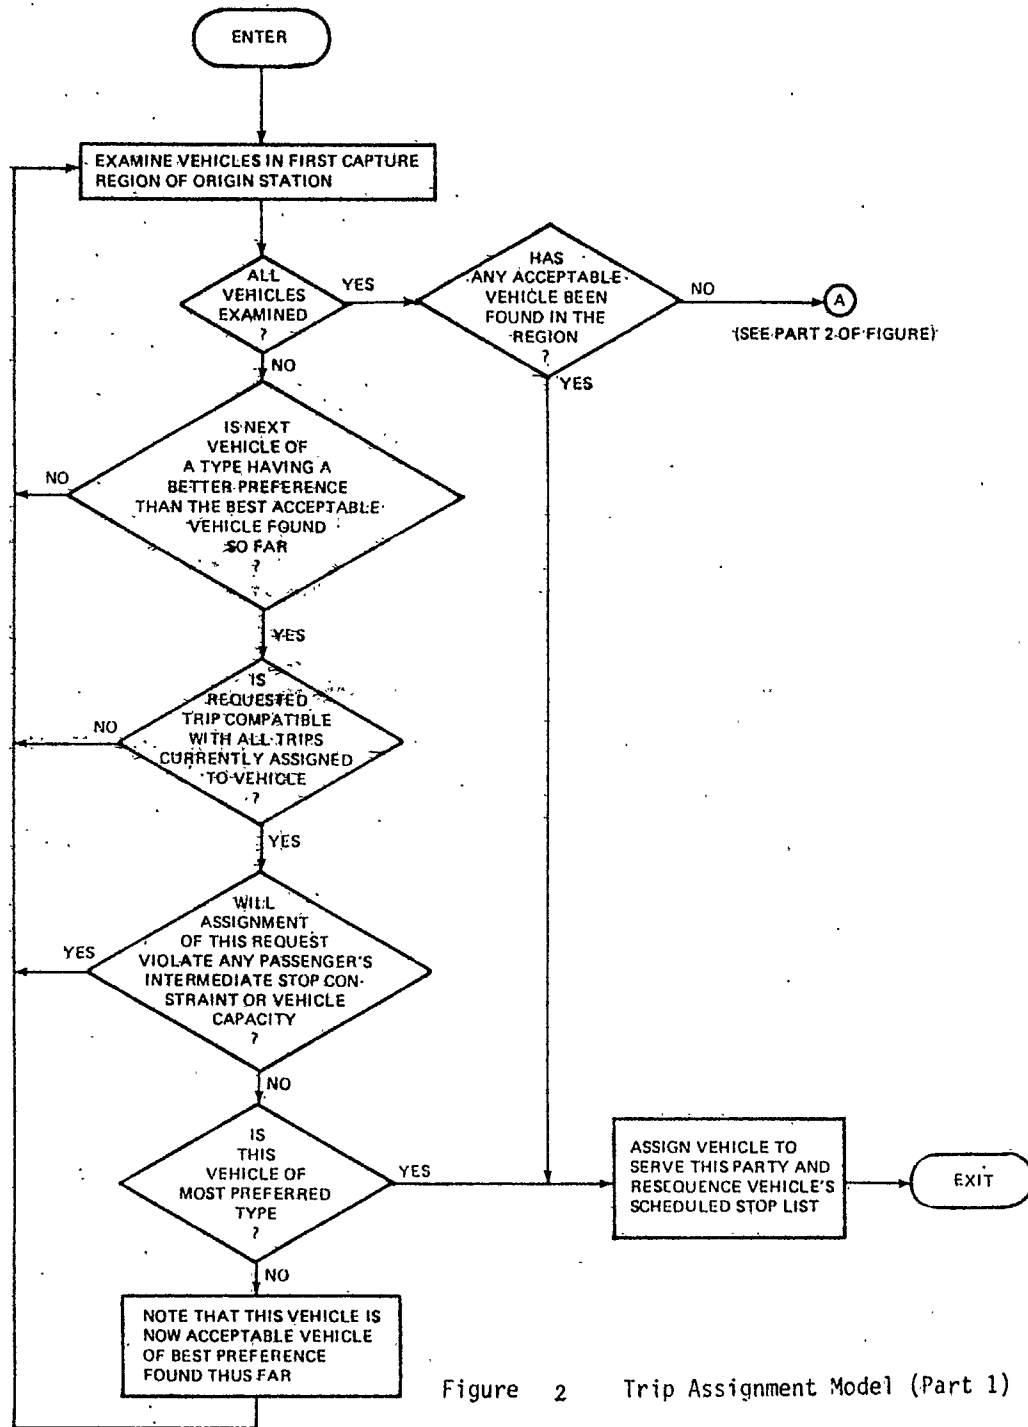 ENTER
EXAMINE VEHICLES IN FIRST CAPTURE
REGION OF ORIGIN STATION
ALL
VEHICLES
EXAMINED
?
YES
HAS
ANY ACCEPTABLE
VEHICLE BEEN
FOUND IN THE
REGION
?
NO
A
(SEE PART 2 OF FIGURE)
YES
NO
IS NEXT
VEHICLE OF
A TYPE HAVING A
BETTER PREFERENCE
THAN THE BEST ACCEPTABLE
VEHICLE FOUND
SO FAR
?
NO
YES
IS
REQUESTED
TRIP COMPATIBLE
WITH ALL TRIPS
CURRENTLY ASSIGNED
TO VEHICLE
?
NO
YES
WILL
ASSIGNMENT
OF THIS REQUEST
VIOLATE ANY PASSENGER'S
INTERMEDIATE STOP CON-
STRAINT OR VEHICLE
CAPACITY
?
YES
NO
IS
THIS
VEHICLE OF
MOST PREFERRED
TYPE
?
YES
ASSIGN VEHICLE TO
SERVE THIS PARTY AND
RESEQUENCE VEHICLE'S
SCHEDULED STOP LIST
EXIT
NO
NOTE THAT THIS VEHICLE IS
NOW ACCEPTABLE VEHICLE
OF BEST PREFERENCE
FOUND THUS FAR
Figure 2 Trip Assignment Model (Part 1)